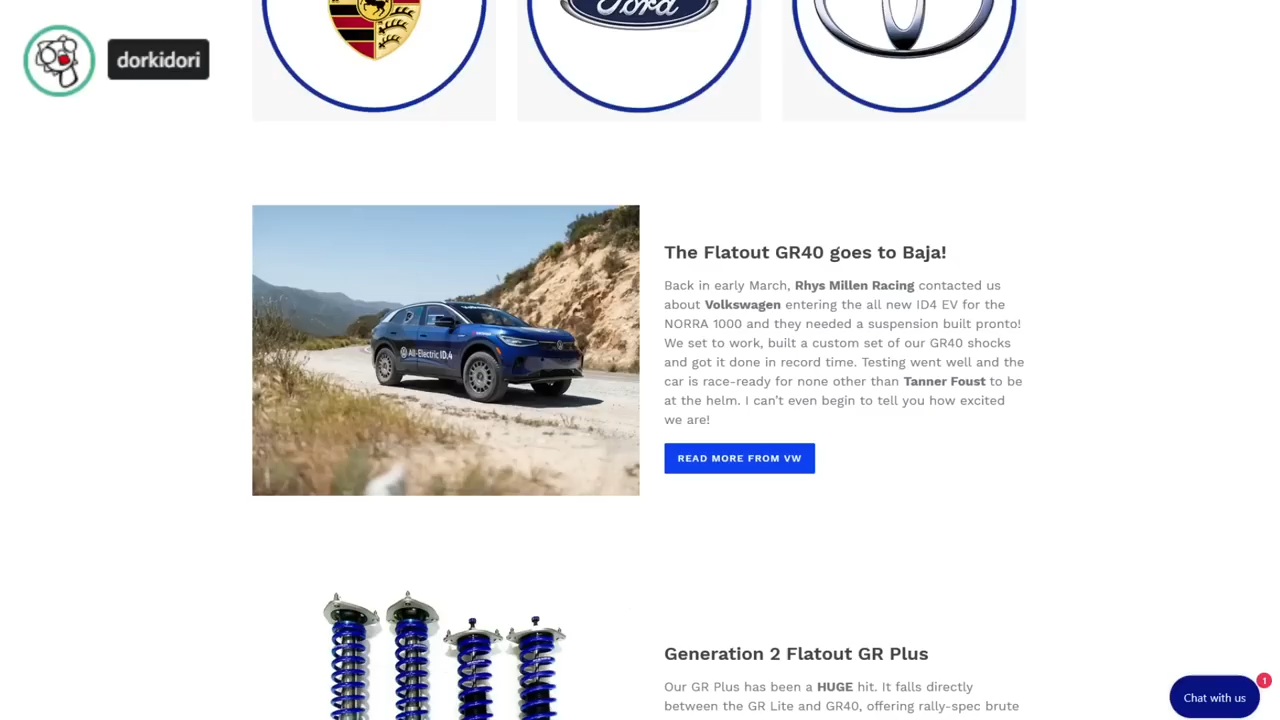 dorkidori
Ford
All-Electric ID.4
The Flatout GR40 goes to Baja!
Back in early March, Rhys Millen Racing contacted us
about Volkswagen entering the all new ID4 EV for the
NORRA 1000 and they needed a suspension built pronto!
We set to work, built a custom set of our GR40 shocks
and got it done in record time. Testing went well and the
car is race-ready for none other than Tanner Foust to be
at the helm. I can't even begin to tell you how excited
we are!
READ MORE FROM VW
Generation 2 Flatout GR Plus
Our GR Plus has been a HUGE hit. It falls directly
between the GR Lite and GR40, offering rally-spec brute
1
Chat with us